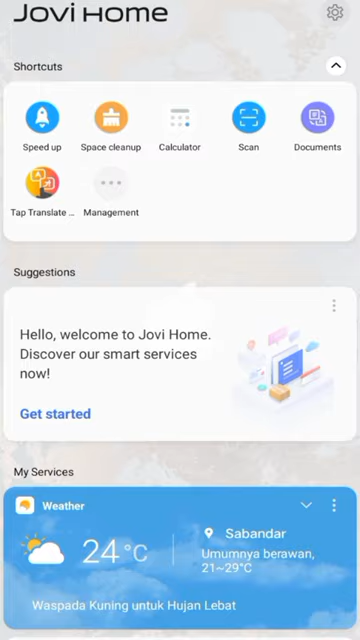 Jovi Home
Shortcuts
Speed up
Space cleanup
Calculator
Scan
Documents
Tap Translate ...
Management
Suggestions
Hello, welcome to Jovi Home.
Discover our smart services
now!
Get started
My Services
Weather
24 °C
Sabandar
Umumnya berawan,
21~29°C
Waspada Kuning untuk Hujan Lebat